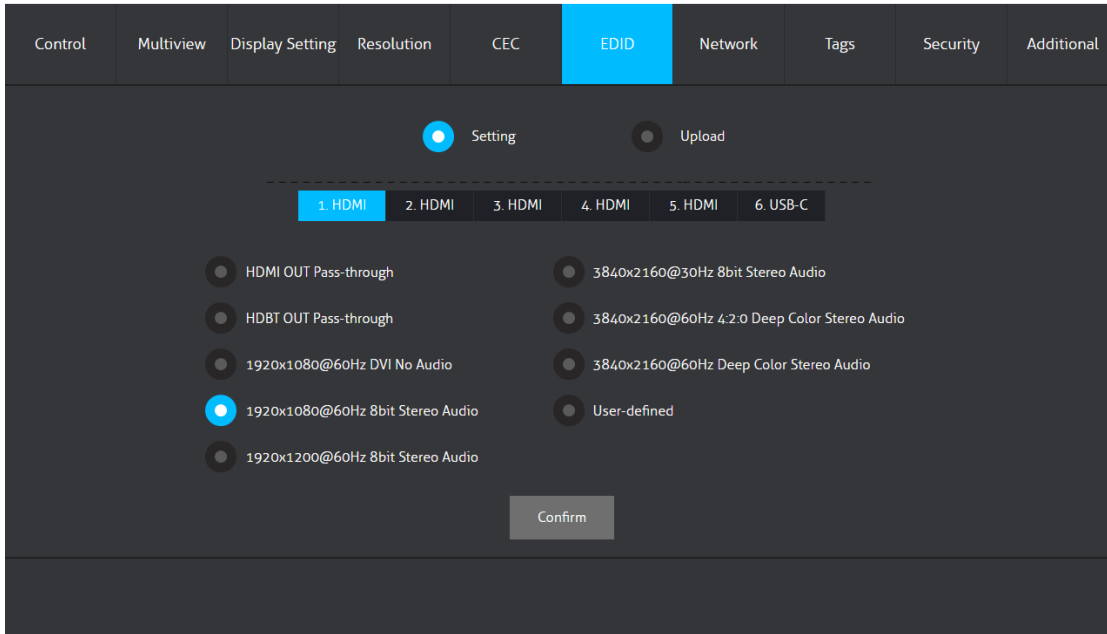 Control Multiview Display Setting Resolution CEC EDID Network Tags Security Additional
Setting Upload
1. HDMI 2. HDMI 3. HDMI 4. HDMI 5. HDMI 6. USB-C
HDMI OUT Pass-through
HDBT OUT Pass-through
1920x1080@60Hz DVI No Audio
1920x1080@60Hz 8bit Stereo Audio
1920x1200@60Hz 8bit Stereo Audio
3840x2160@30Hz 8bit Stereo Audio
3840x2160@60Hz 4:2:0 Deep Color Stereo Audio
3840x2160@60Hz Deep Color Stereo Audio
User-defined
Confirm